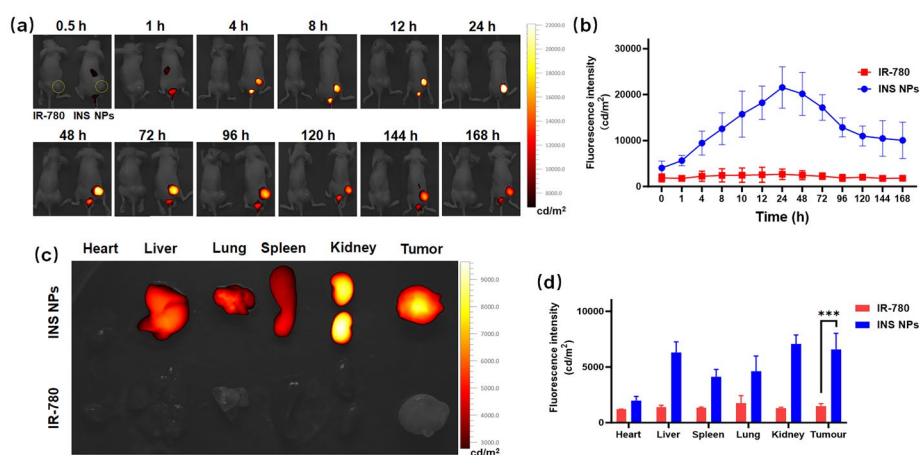 (a)
0.5 h 1 h 4 h 8 h 12 h 24 h
IR-780 INS NPs
48 h 72 h 96 h 120 h 144 h 168 h
22000.0
20000.0
18000.0
16000.0
14000.0
12000.0
10000.0
8000.0
cd/m²
(b)
Fluorescence intensity
(cd/m²)
30000
20000
10000
0
IR-780
INS NPs
0 1 4 8 10 12 24 48 72 96 120 144 168
Time (h)
(c)
Heart Liver Lung Spleen Kidney Tumor
INS NPs
IR-780
9000.0
8000.0
7000.0
6000.0
5000.0
4000.0
3000.0
cd/m²
(d)
Fluorescence intensity
(cd/m²)
10000
5000
0
IR-780
INS NPs
***
Heart Liver Spleen Lung Kidney Tumour